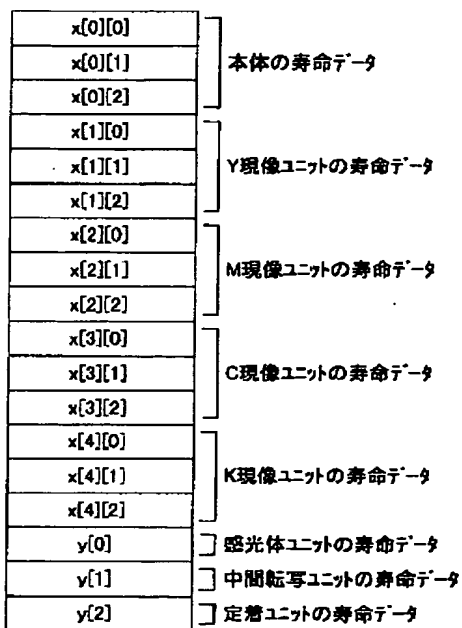 x[0][0]
x[0][1]
x[0][2]
本体の寿命データ
x[1][0]
x[1][1]
x[1][2]
Y現像ユニットの寿命データ
x[2][0]
x[2][1]
x[2][2]
M現像ユニットの寿命データ
x[3][0]
x[3][1]
x[3][2]
C現像ユニットの寿命データ
x[4][0]
x[4][1]
x[4][2]
K現像ユニットの寿命データ
y[0] 感光体ユニットの寿命データ
y[1] 中間転写ユニットの寿命データ
y[2] 定着ユニットの寿命データ